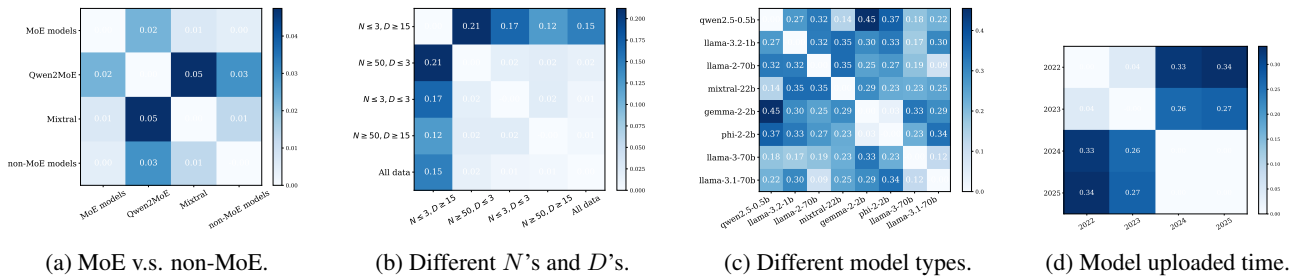 MoE models 0.02 0.01 0.00
Qwen2MoE 0.02 0.05 0.03
Mixtral 0.01 0.05 0.01
non-MoE models 0.00 0.03 0.01
MoE models Qwen2MoE Mixtral non-MoE models
0.04
0.03
0.02
0.01
0.00
(a) MoE v.s. non-MoE.
N ≤ 3, D ≥ 15 0.21 0.17 0.12 0.15
N ≥ 50, D ≤ 3 0.21 0.02
N ≤ 3, D ≤ 3 0.17 0.02
N ≥ 50, D ≥ 15 0.12 0.02 0.02
All data 0.15
N ≤ 3, D ≥ 15 N ≥ 50, D ≤ 3 N ≤ 3, D ≤ 3 N ≥ 50, D ≥ 15 All data
0.200
0.175
0.150
0.125
0.100
0.075
0.050
0.025
0.000
(b) Different N's and D's.
qwen2.5-0.5b 0.27 0.32 0.14 0.45 0.37 0.18 0.22
llama-3.2-1b 0.27 0.32 0.35 0.30 0.33 0.17 0.30
llama-2-70b 0.32 0.32 0.35 0.25 0.27 0.19 0.09
mixtral-22b 0.14 0.35 0.35 0.29 0.23 0.23 0.25
gemma-2-2b 0.45 0.30 0.25 0.29 0.03 0.33 0.29
phi-2-2b 0.37 0.33 0.27 0.23 0.03 0.23 0.34
llama-3-70b 0.18 0.17 0.19 0.23 0.33 0.23 0.12
llama-3.1-70b 0.22 0.30 0.09 0.25 0.29 0.34 0.12
qwen2.5-0.5b llama-3.2-1b llama-2-70b mixtral-22b gemma-2-2b phi-2-2b llama-3-70b llama-3.1-70b
0.4
0.3
0.2
0.1
0.0
(c) Different model types.
2022 0.04 0.33 0.34
2023 0.04 0.26 0.27
2024 0.33 0.26
2025 0.34 0.27
2022 2023 2024 2025
0.30
0.25
0.20
0.15
0.10
0.05
0.00
(d) Model uploaded time.